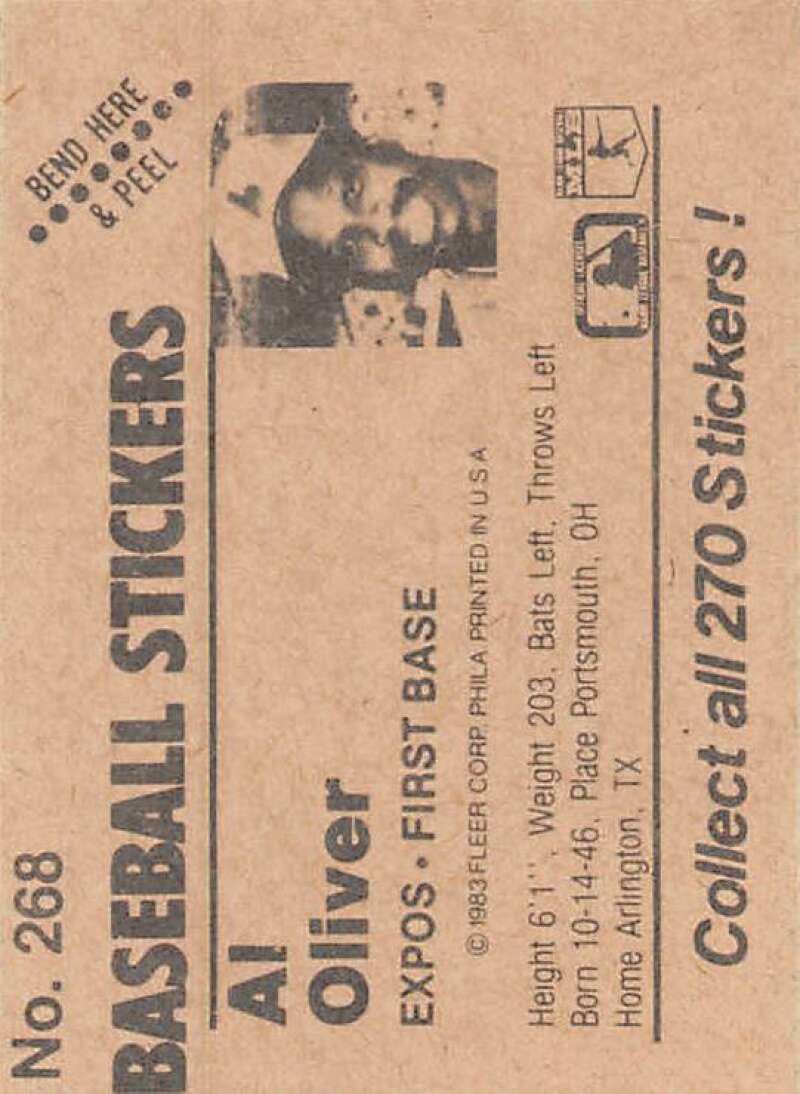 No. 268
BEND HERE
& PEEL
BASEBALL STICKERS
Al
Oliver
EXPOS • FIRST BASE
© 1983 FLEER CORP. PHILA PRINTED IN U S A
Height 6'1'', Weight 203, Bats Left, Throws Left
Born 10-14-46, Place Portsmouth, OH
Home Arlington, TX
Collect all 270 Stickers!